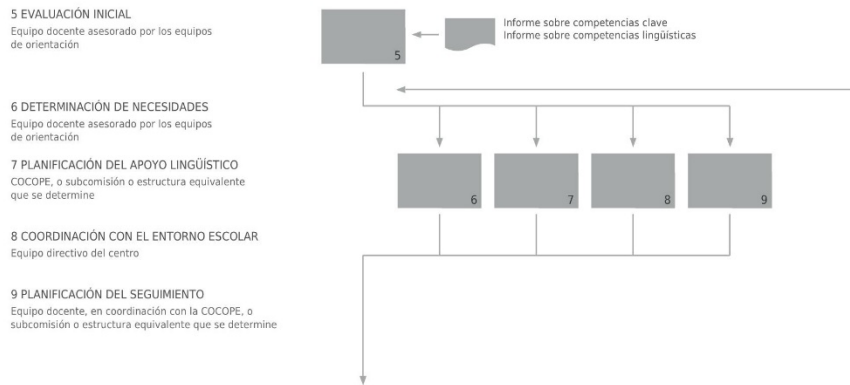 5 EVALUACIÓN INICIAL
Equipo docente asesorado por los equipos
de orientación
5
Informe sobre competencias clave
Informe sobre competencias lingüísticas
6 DETERMINACIÓN DE NECESIDADES
Equipo docente asesorado por los equipos
de orientación
7 PLANIFICACIÓN DEL APOYO LINGÜÍSTICO
COCOPE, o subcomisión o estructura equivalente
que se determine
6
7
8
9
8 COORDINACIÓN CON EL ENTORNO ESCOLAR
Equipo directivo del centro
9 PLANIFICACIÓN DEL SEGUIMIENTO
Equipo docente, en coordinación con la COCOPE, o
subcomisión o estructura equivalente que se determine